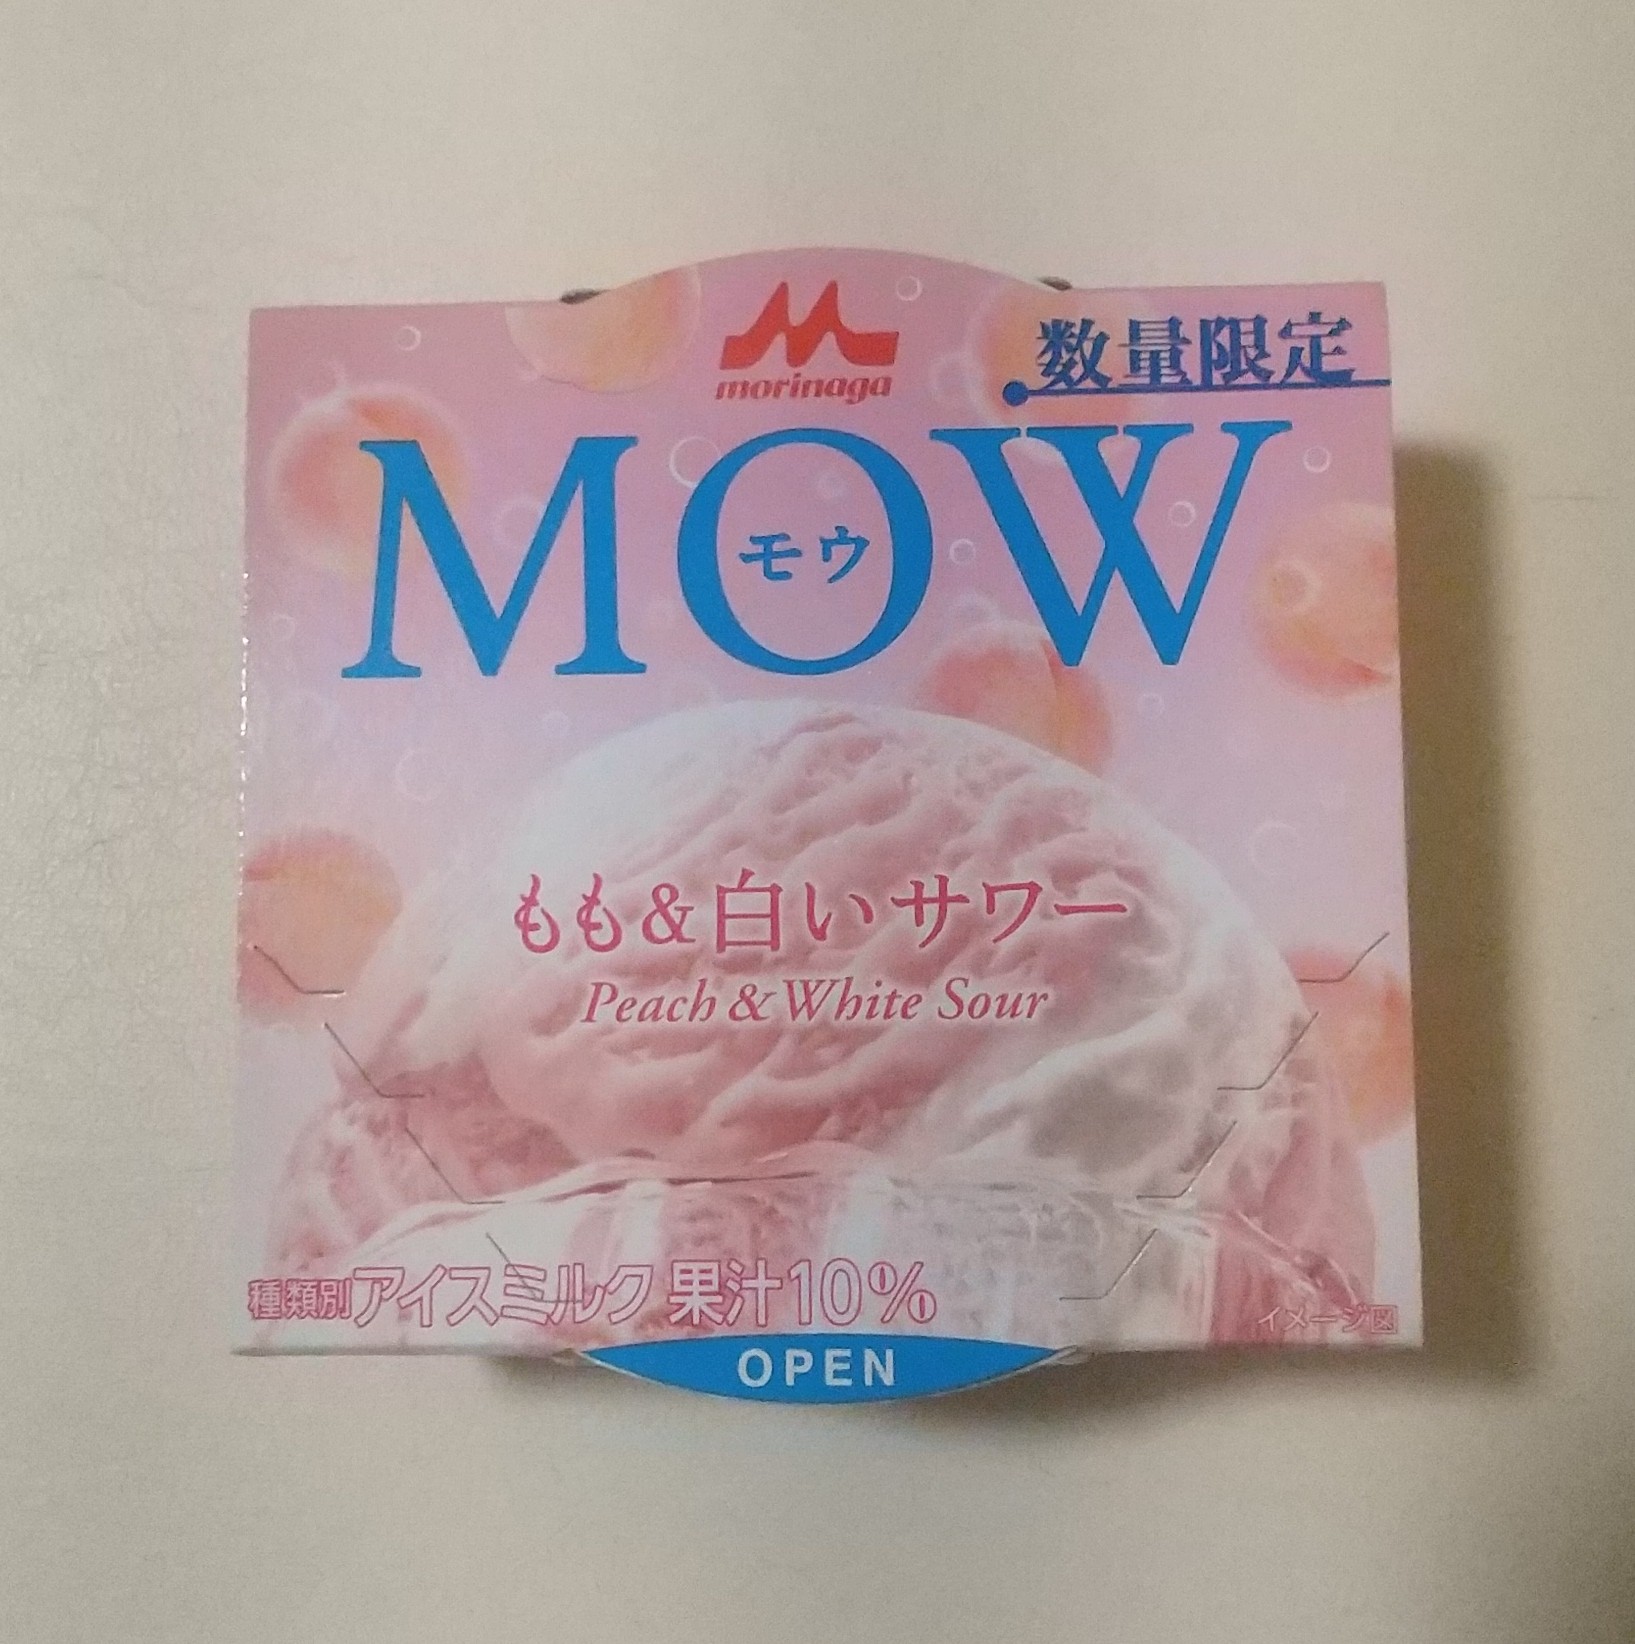 morinaga
数量限定
MOW
モウ
もも&白いサワー
Peach & White Sour
種類別アイスミルク 果汁10%
イメージ図
OPEN